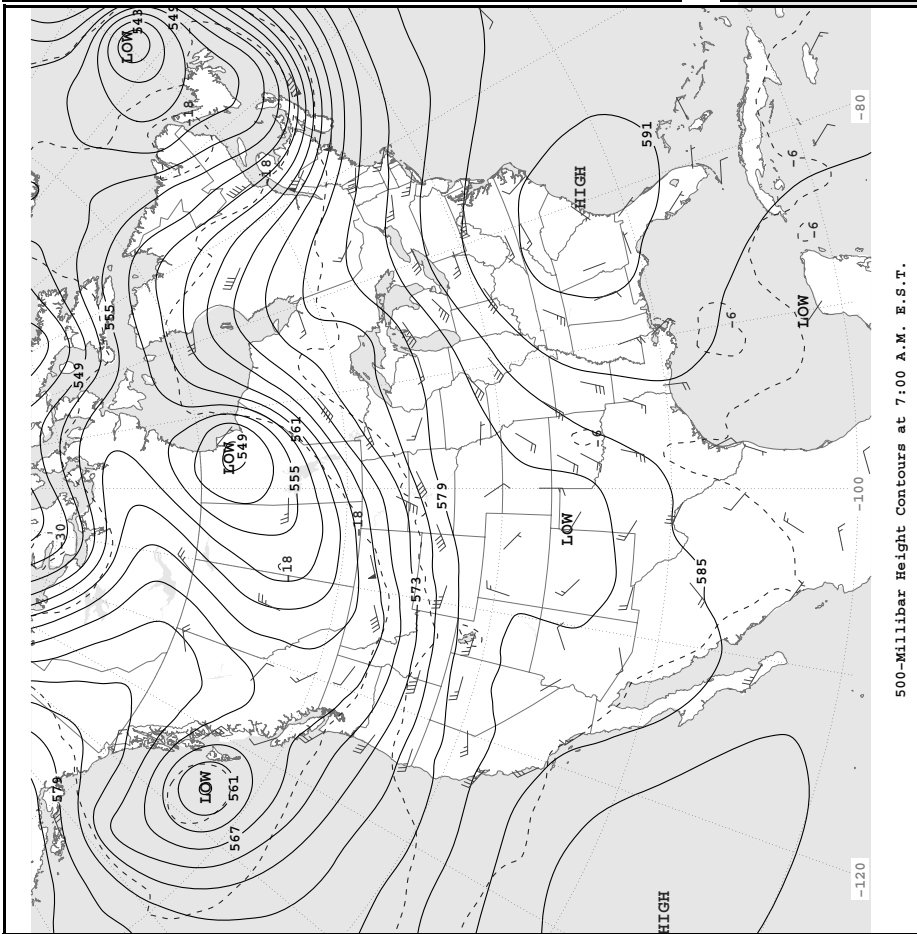 579
-30
549
555
LOW
543
549
-18
LOW
561
567
LOW
549
-18
-18
555
561
-18
573
579
LOW
HIGH
-6
591
HIGH
585
-6
-6
LOW
-6
-120 -100 -80
500-Millibar Height Contours at 7:00 A.M. E.S.T.